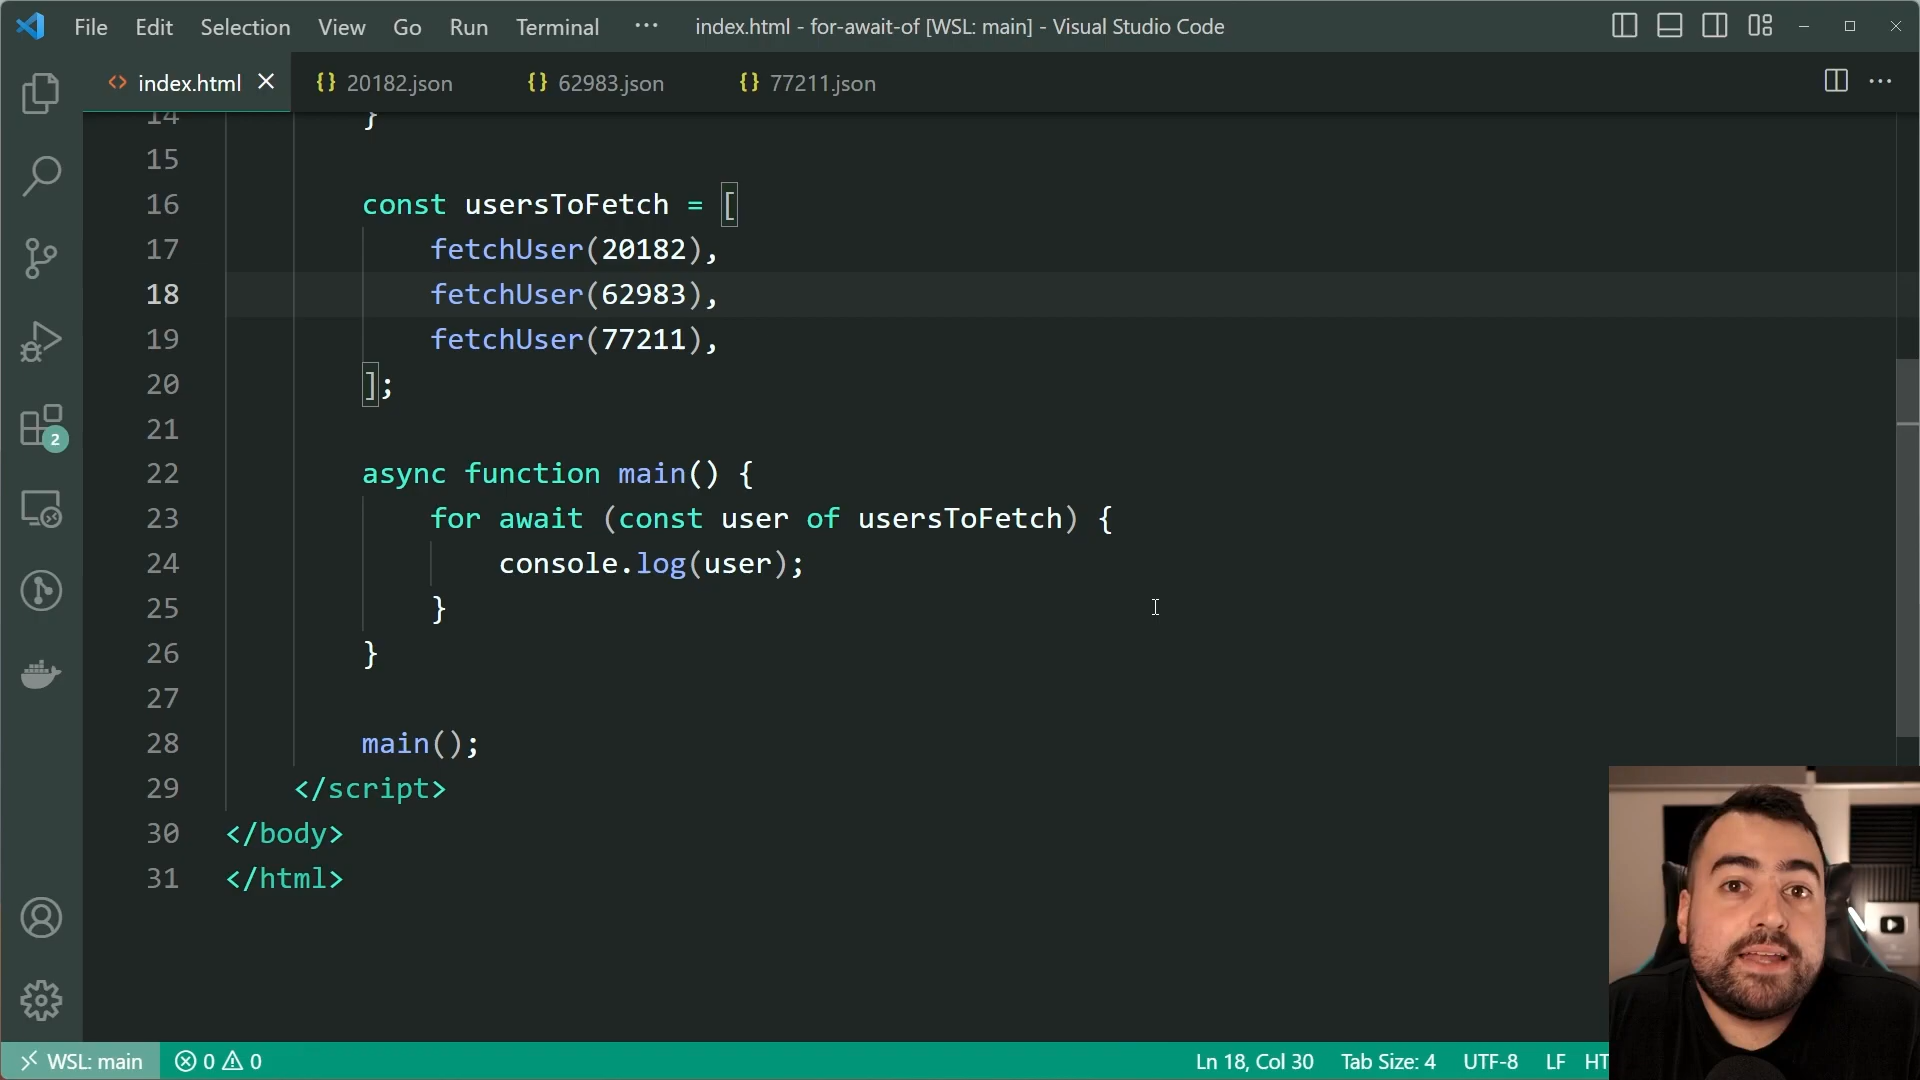 File Edit Selection View Go Run Terminal ··· index.html - for-await-of [WSL: main] - Visual Studio Code
<> index.html {} 20182.json {} 62983.json {} 77211.json
14 }
15
16 const usersToFetch = [
17 fetchUser(20182),
18 fetchUser(62983),
19 fetchUser(77211),
20 ];
21
22 async function main() {
23 for await (const user of usersToFetch) {
24 console.log(user);
25 }
26 }
27
28 main();
29 </script>
30 </body>
31 </html>
2
WSL: main 0 0 Ln 18, Col 30 Tab Size: 4 UTF-8 LF HT